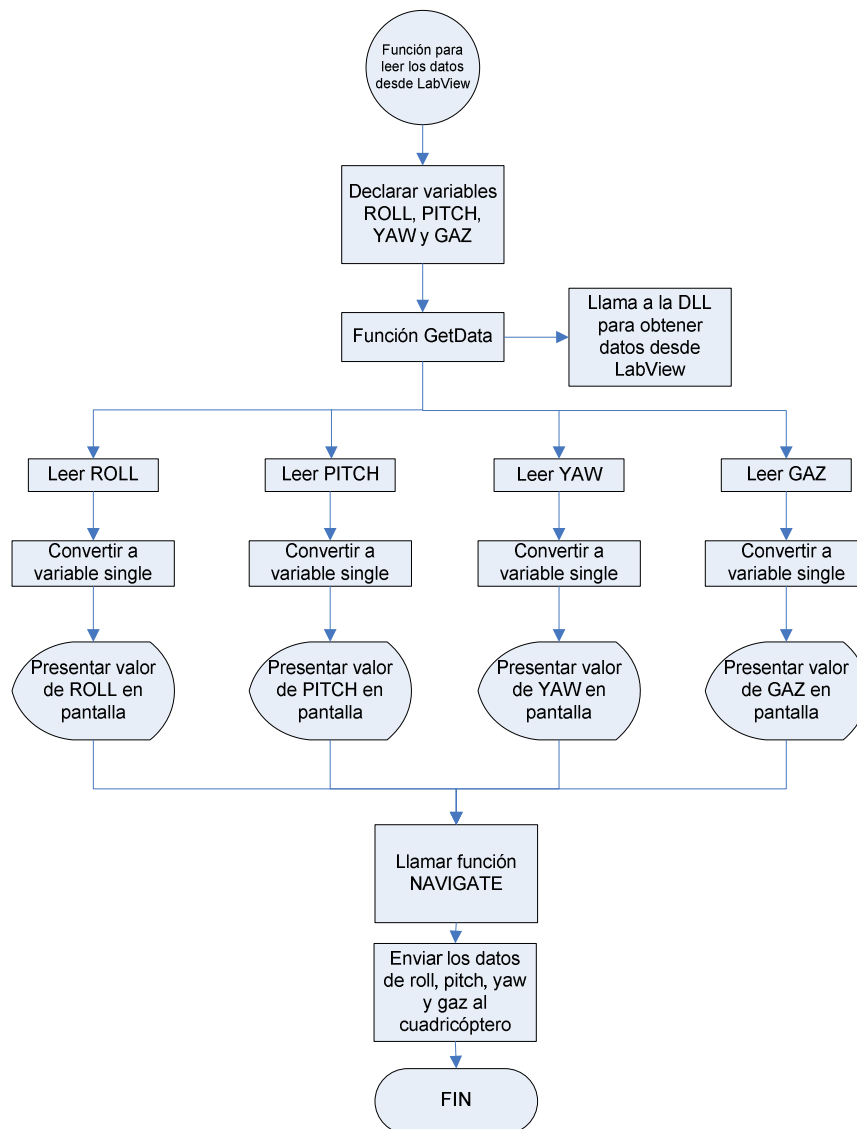 Función para
leer los datos
desde LabView
Declarar variables
ROLL, PITCH,
YAW y GAZ
Función GetData
Llama a la DLL
para obtener
datos desde
LabView
Leer ROLL
Leer PITCH
Leer YAW
Leer GAZ
Convertir a
variable single
Convertir a
variable single
Convertir a
variable single
Convertir a
variable single
Presentar valor
de ROLL en
pantalla
Presentar valor
de PITCH en
pantalla
Presentar valor
de YAW en
pantalla
Presentar valor
de GAZ en
pantalla
Llamar función
NAVIGATE
Enviar los datos
de roll, pitch, yaw
y gaz al
cuadricóptero
FIN